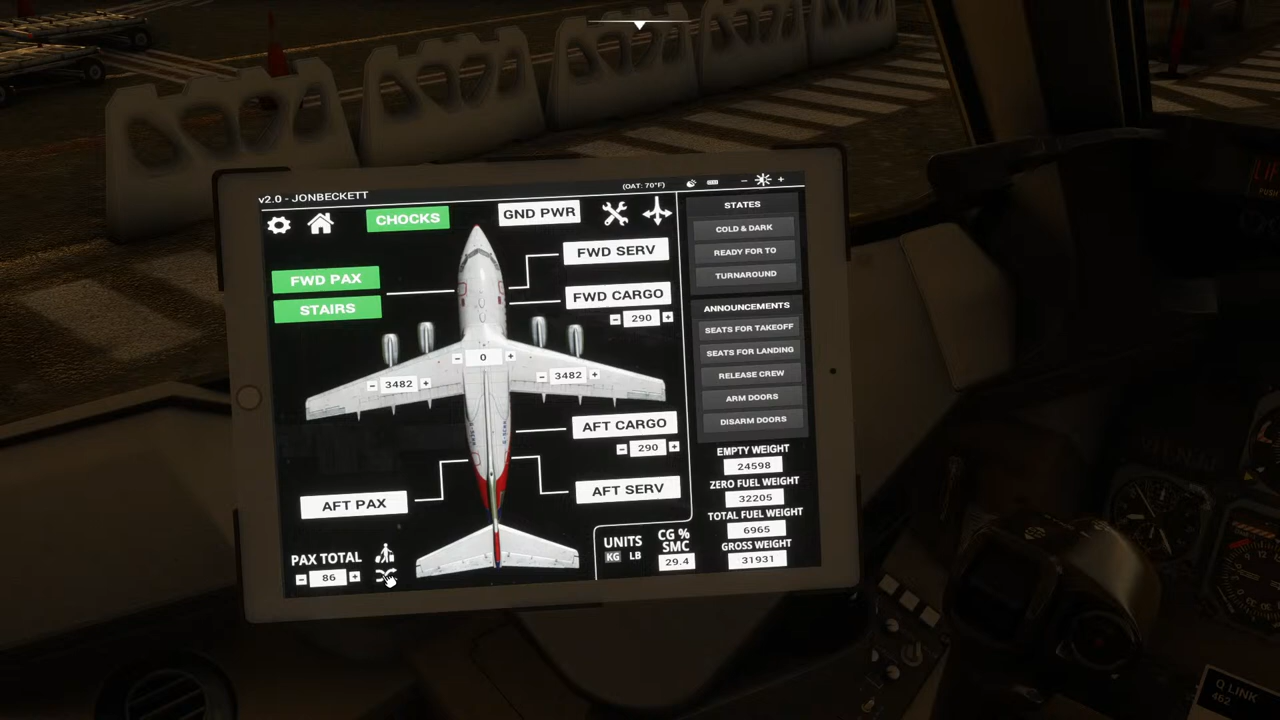 v2.0 - JONBECKETT
(OAT: 70°F)
- +
CHOCKS
GND PWR
FWD PAX
STAIRS
FWD SERV
FWD CARGO
- 290 +
- 0 +
- 3482 +
- 3482 +
AFT CARGO
- 290 +
AFT PAX
AFT SERV
PAX TOTAL
- 86 +
UNITS
KG LB
CG %
SMC
29.4
STATES
COLD & DARK
READY FOR TO
TURNAROUND
ANNOUNCEMENTS
SEATS FOR TAKEOFF
SEATS FOR LANDING
RELEASE CREW
ARM DOORS
DISARM DOORS
EMPTY WEIGHT
24598
ZERO FUEL WEIGHT
32205
TOTAL FUEL WEIGHT
6965
GROSS WEIGHT
31931
Q LINK
462